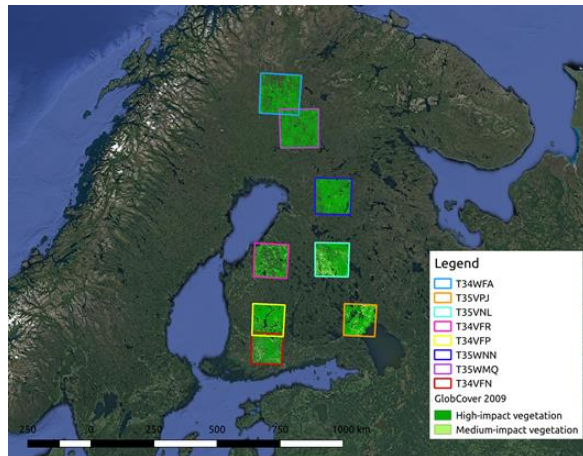 Legend
T34WFA
T35VPJ
T35VNL
T34VFR
T34WFP
T35WNN
T35WMQ
T34VFN
GlobCover 2009
High-impact vegetation
Medium-impact vegetation
250 0 250 500 750 1000 km